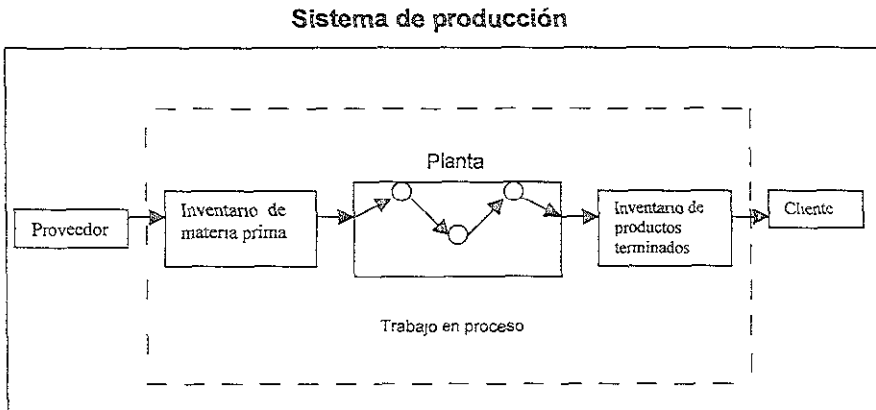 Sistema de producción
Planta
Proveedor
Inventario de
materia prima
Inventario de
productos
terminados
Cliente
Trabajo en proceso